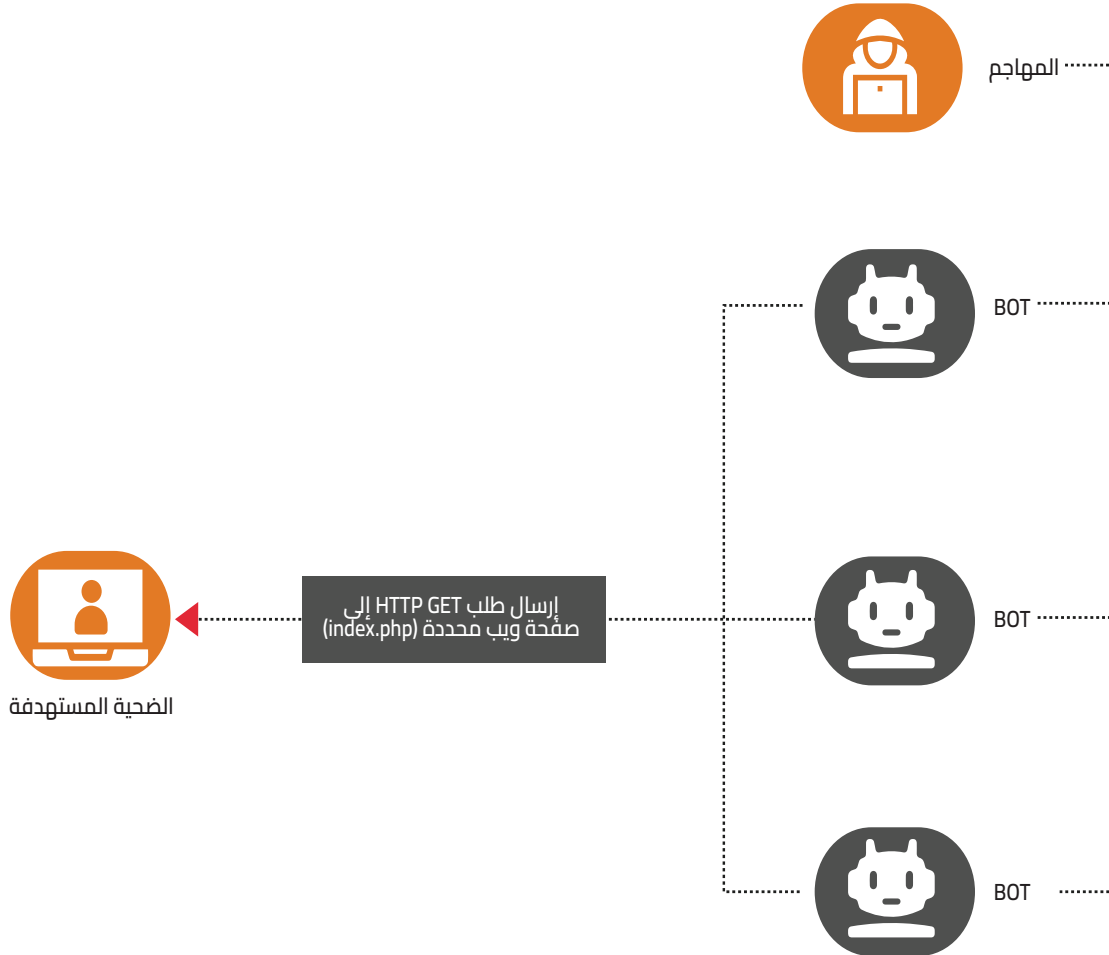 المهاجم
BOT
إرسال طلب HTTP GET إلى
صفحة ويب محددة (index.php)
BOT
الضحية المستهدفة
BOT